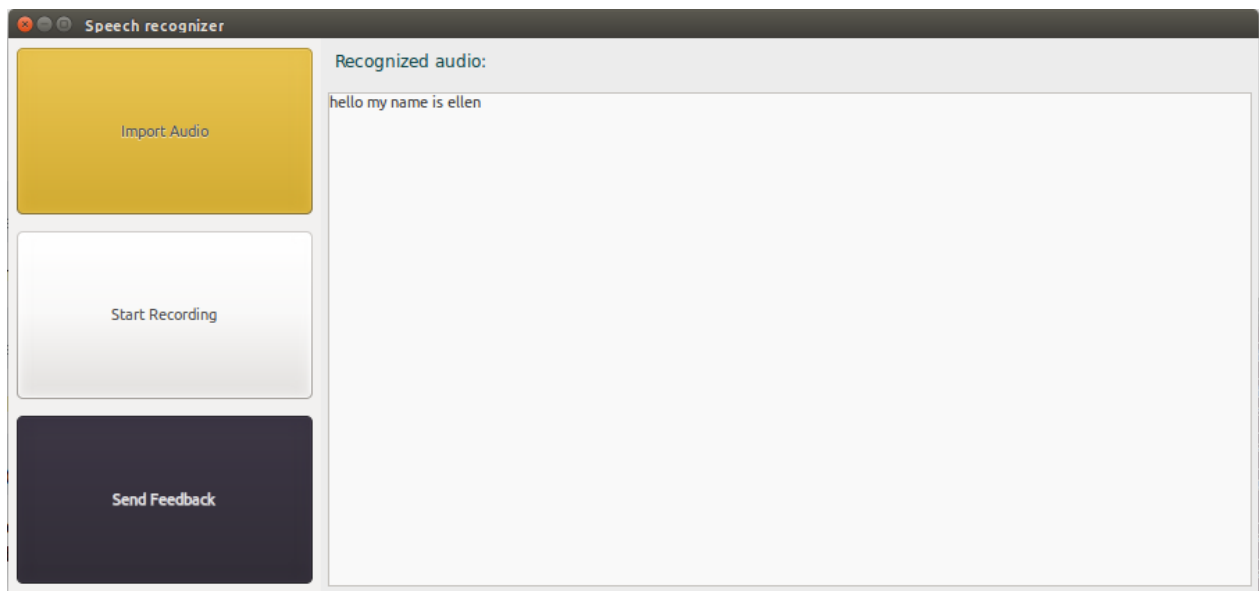 Speech recognizer
Import Audio
Start Recording
Send Feedback
Recognized audio:
hello my name is ellen